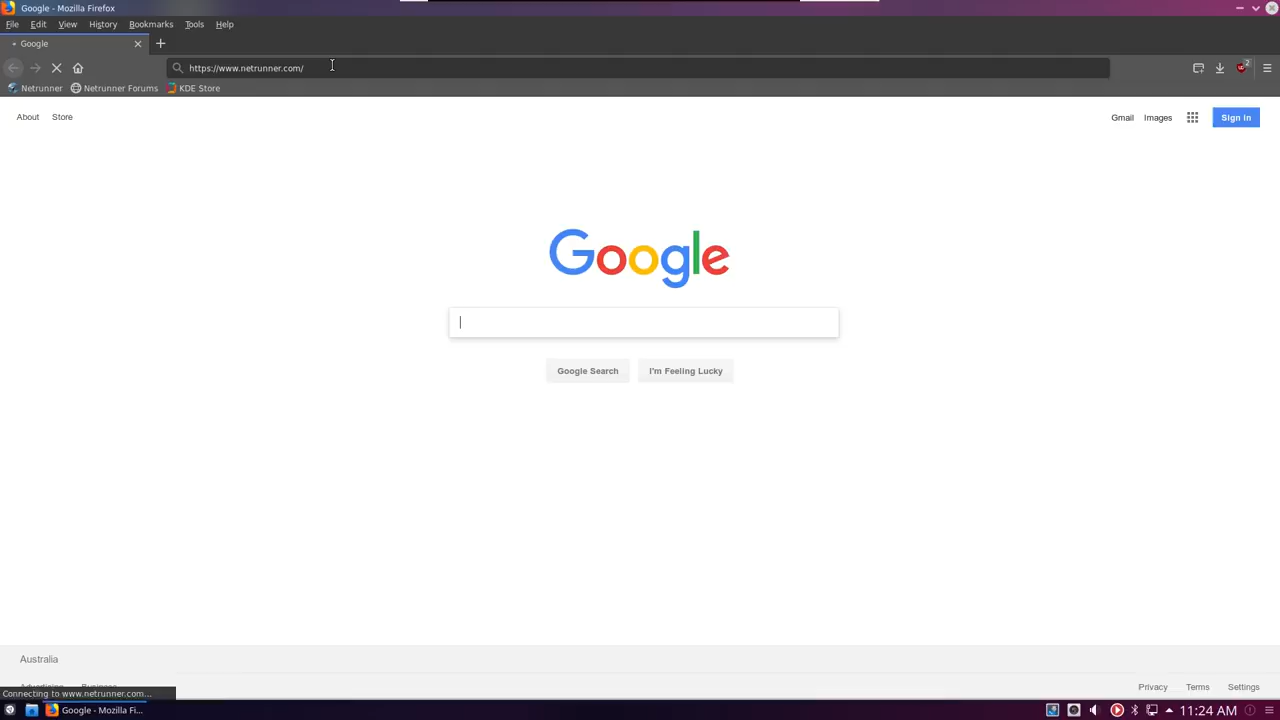 Google - Mozilla Firefox
File Edit View History Bookmarks Tools Help
Google
https://www.netrunner.com/
2
Netrunner Netrunner Forums KDE Store
About Store Gmail Images Sign in
Google
Google Search I'm Feeling Lucky
Australia
Privacy Terms Settings
Connecting to www.netrunner.com...
Google - Mozilla Fi... 11:24 AM